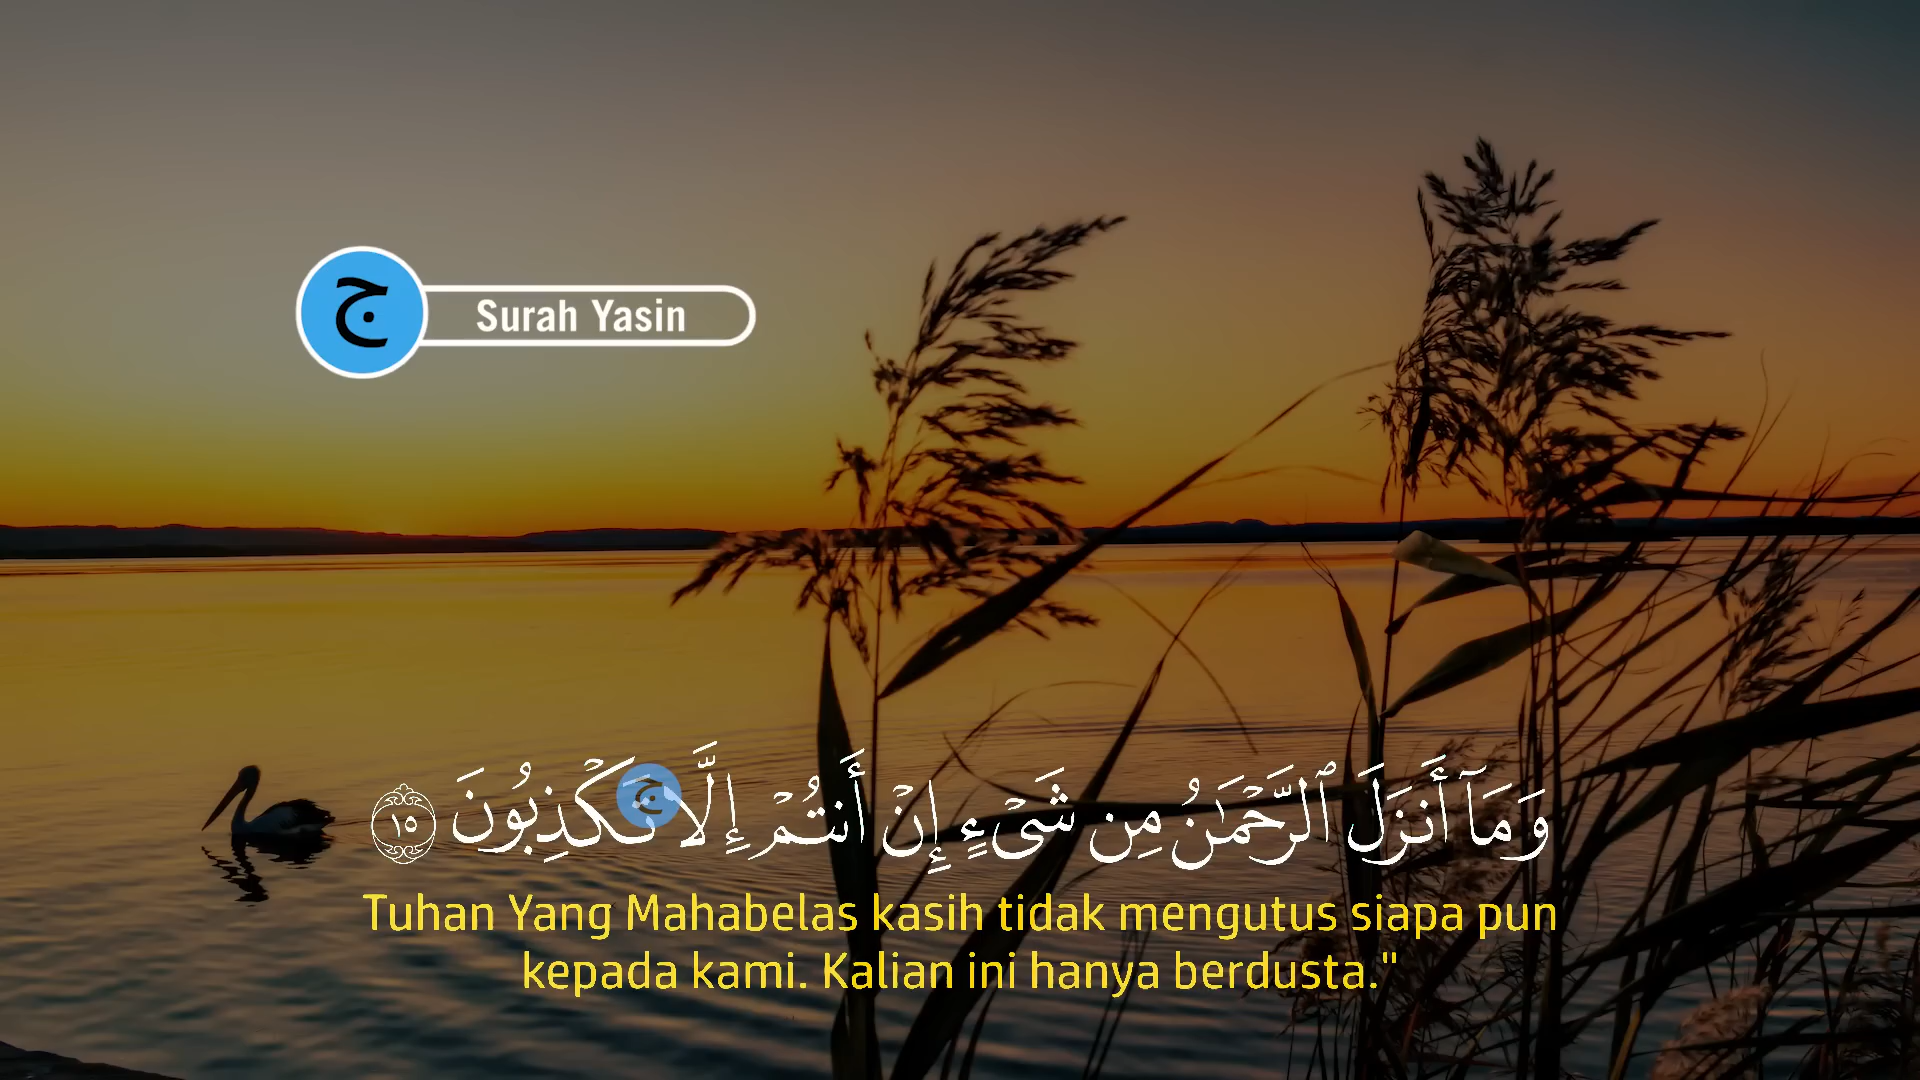 ج
Surah Yasin
وَمَآ أَنزَلَ ٱلرَّحْمَٰنُ مِن شَىْءٍ إِنْ أَنتُمْ إِلَّا تَكْذِبُونَ ١٥
ج
Tuhan Yang Mahabelas kasih tidak mengutus siapa pun
kepada kami. Kalian ini hanya berdusta."